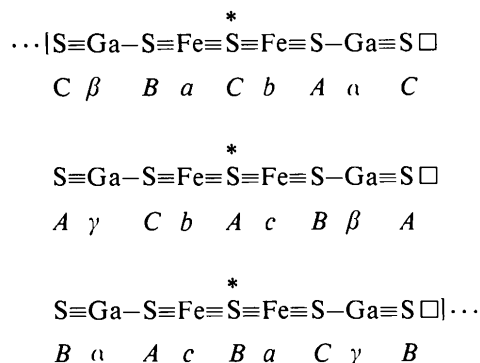 *
···|S≡Ga–S≡Fe≡S≡Fe≡S–Ga≡S□
C β B a C b A α C
*
S≡Ga–S≡Fe≡S≡Fe≡S–Ga≡S□
A γ C b A c B β A
*
S≡Ga–S≡Fe≡S≡Fe≡S–Ga≡S□|···
B α A c B a C γ B